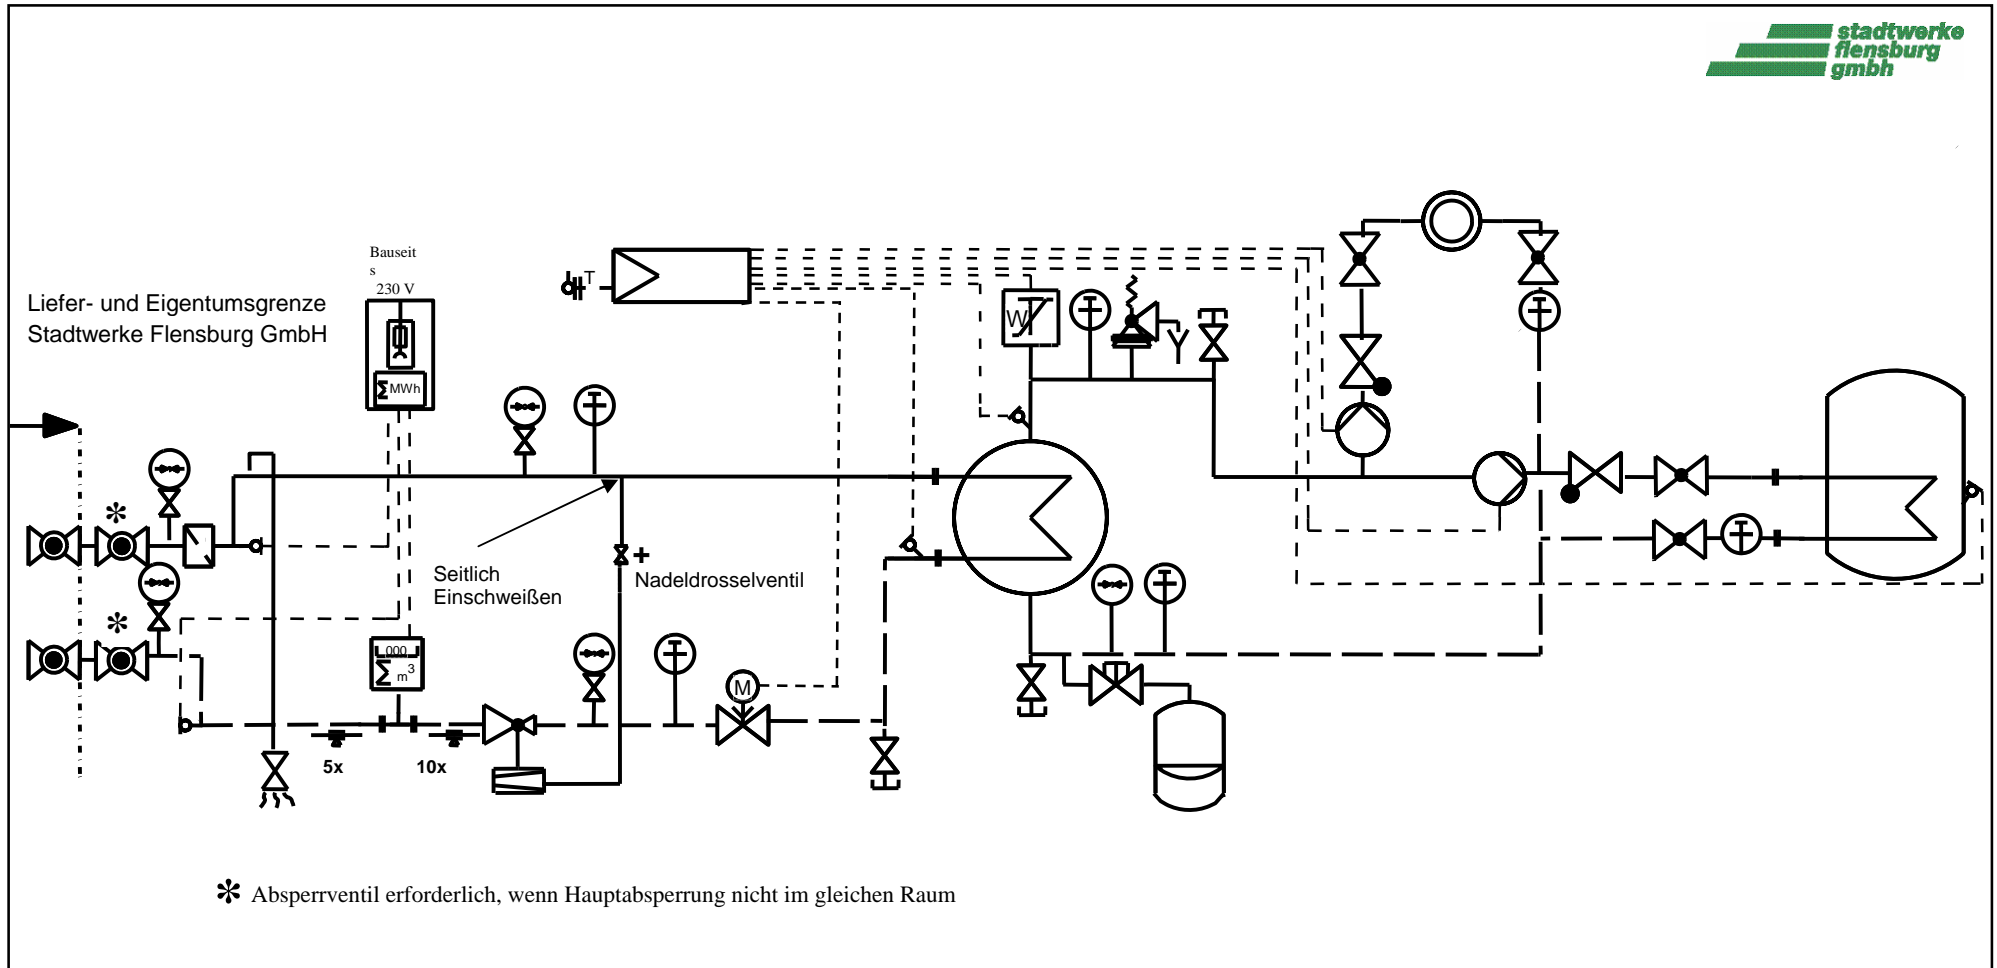 stadtwerke
flensburg
gmbh
Bauseit
s
230 V
Liefer- und Eigentumsgrenze
Stadtwerke Flensburg GmbH
Σ MWh
T
W
*
Seitlich
Einschweißen
+
Nadeldrosselventil
*
000
Σ m³
M
5x
10x
* Absperrventil erforderlich, wenn Hauptabsperrung nicht im gleichen Raum